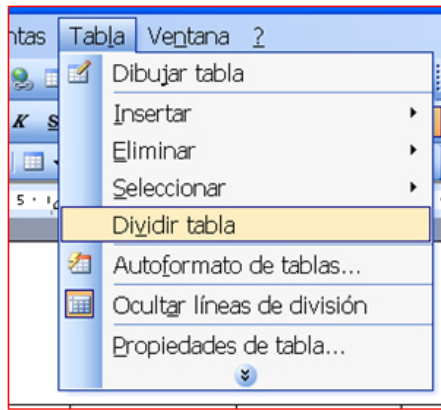 ntas Tabla Ventana ?
Dibujar tabla
K S Insertar
Eliminar
Seleccionar
5
Dividir tabla
Autoformato de tablas...
Ocultar líneas de división
Propiedades de tabla...